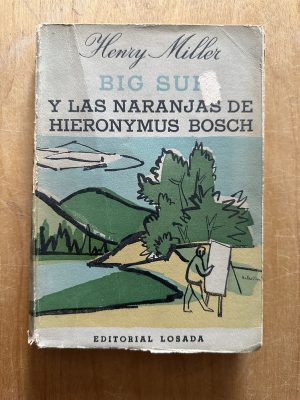 Henry Miller
BIG SUR
Y LAS NARANJAS DE
HIERONYMUS BOSCH
EDITORIAL LOSADA